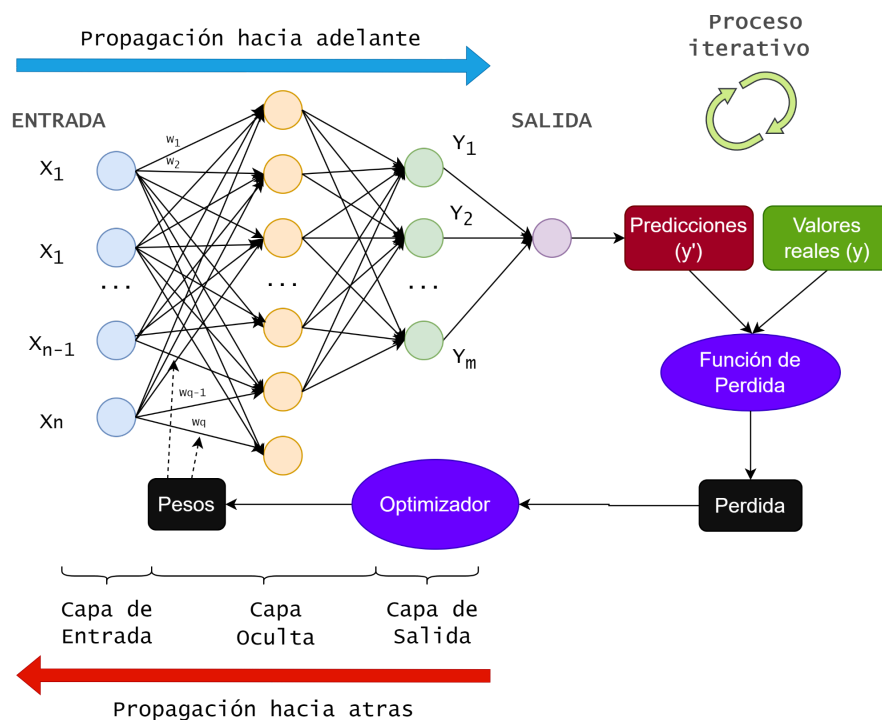 Propagación hacia adelante
Proceso
iterativo
ENTRADA
SALIDA
w1
w2
X1
Y1
X1
Y2
...
...
...
Xn-1
Ym
Xn
wq-1
wq
Predicciones
(y')
Valores
reales (y)
Función de
Perdida
Pesos
Optimizador
Perdida
Capa de
Entrada
Capa
Oculta
Capa de
Salida
Propagación hacia atras